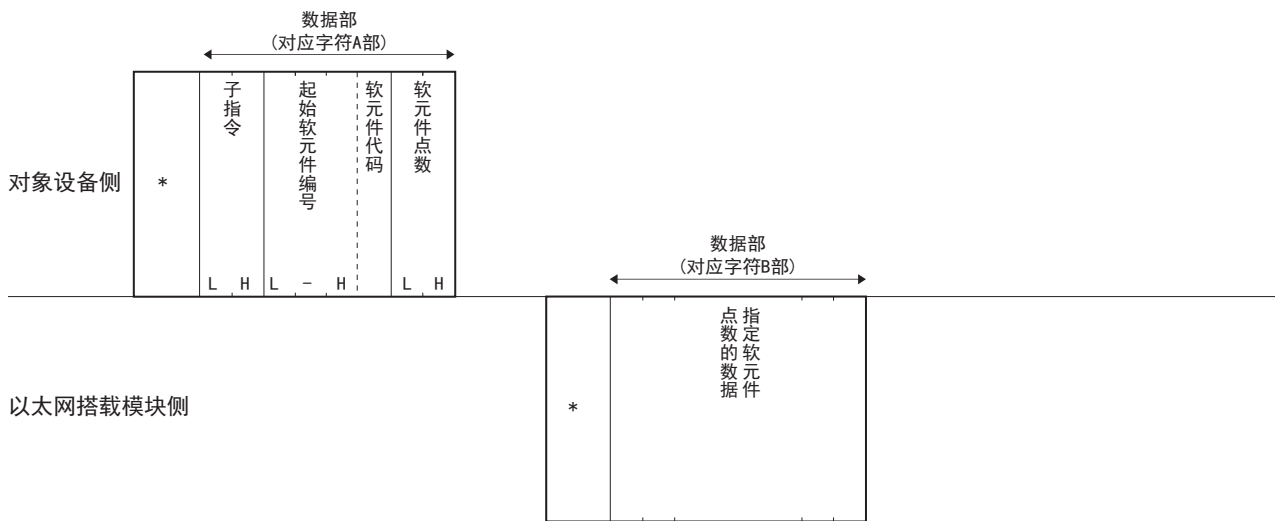 数据部
(对应字符A部)
对象设备侧
*
子指令
起始软元件编号
软元件代码
软元件点数
L H L - H L H
数据部
(对应字符B部)
以太网搭载模块侧
*
指定软元件
点数的数据